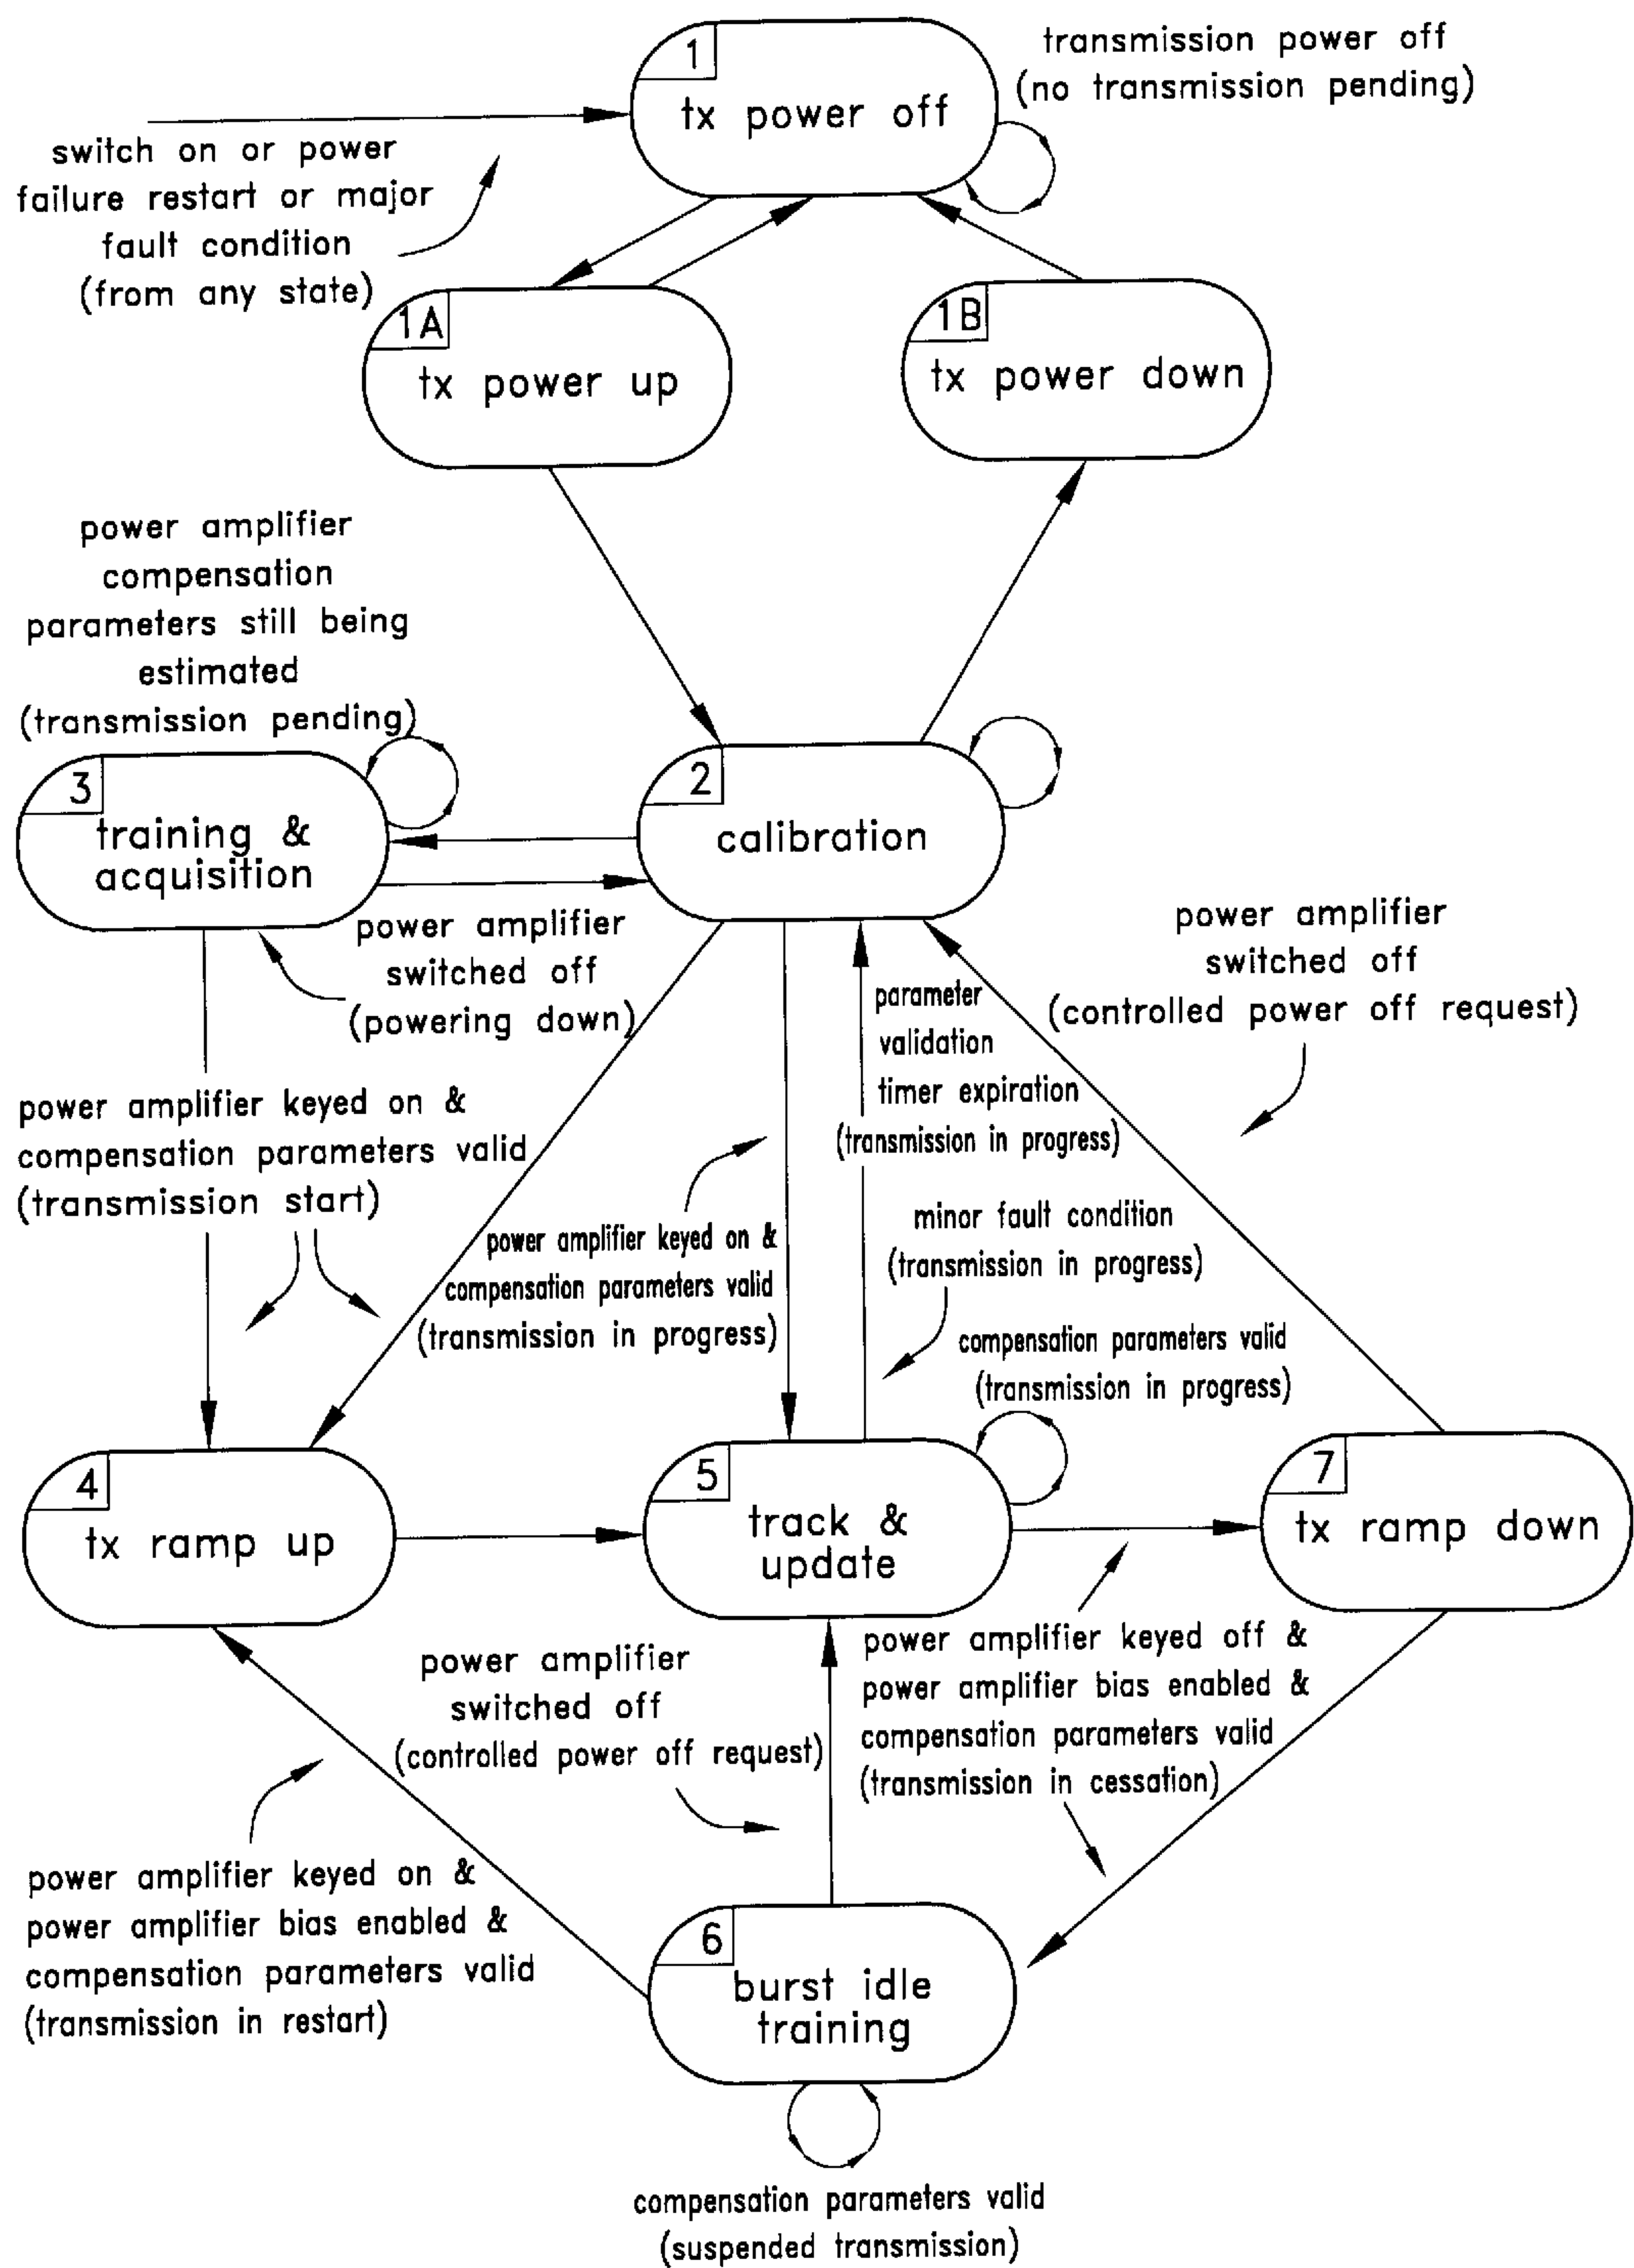 1
tx power off
transmission power off
(no transmission pending)
switch on or power
failure restart or major
fault condition
(from any state)
1A
tx power up
1B
tx power down
power amplifier
compensation
parameters still being
estimated
(transmission pending)
3
training &
acquisition
2
calibration
power amplifier
switched off
(powering down)
power amplifier
switched off
(controlled power off request)
parameter
validation
timer expiration
(transmission in progress)
power amplifier keyed on &
compensation parameters valid
(transmission start)
power amplifier keyed on &
compensation parameters valid
(transmission in progress)
minor fault condition
(transmission in progress)
compensation parameters valid
(transmission in progress)
4
tx ramp up
5
track &
update
7
tx ramp down
power amplifier
switched off
(controlled power off request)
power amplifier keyed off &
power amplifier bias enabled &
compensation parameters valid
(transmission in cessation)
power amplifier keyed on &
power amplifier bias enabled &
compensation parameters valid
(transmission in restart)
6
burst idle
training
compensation parameters valid
(suspended transmission)